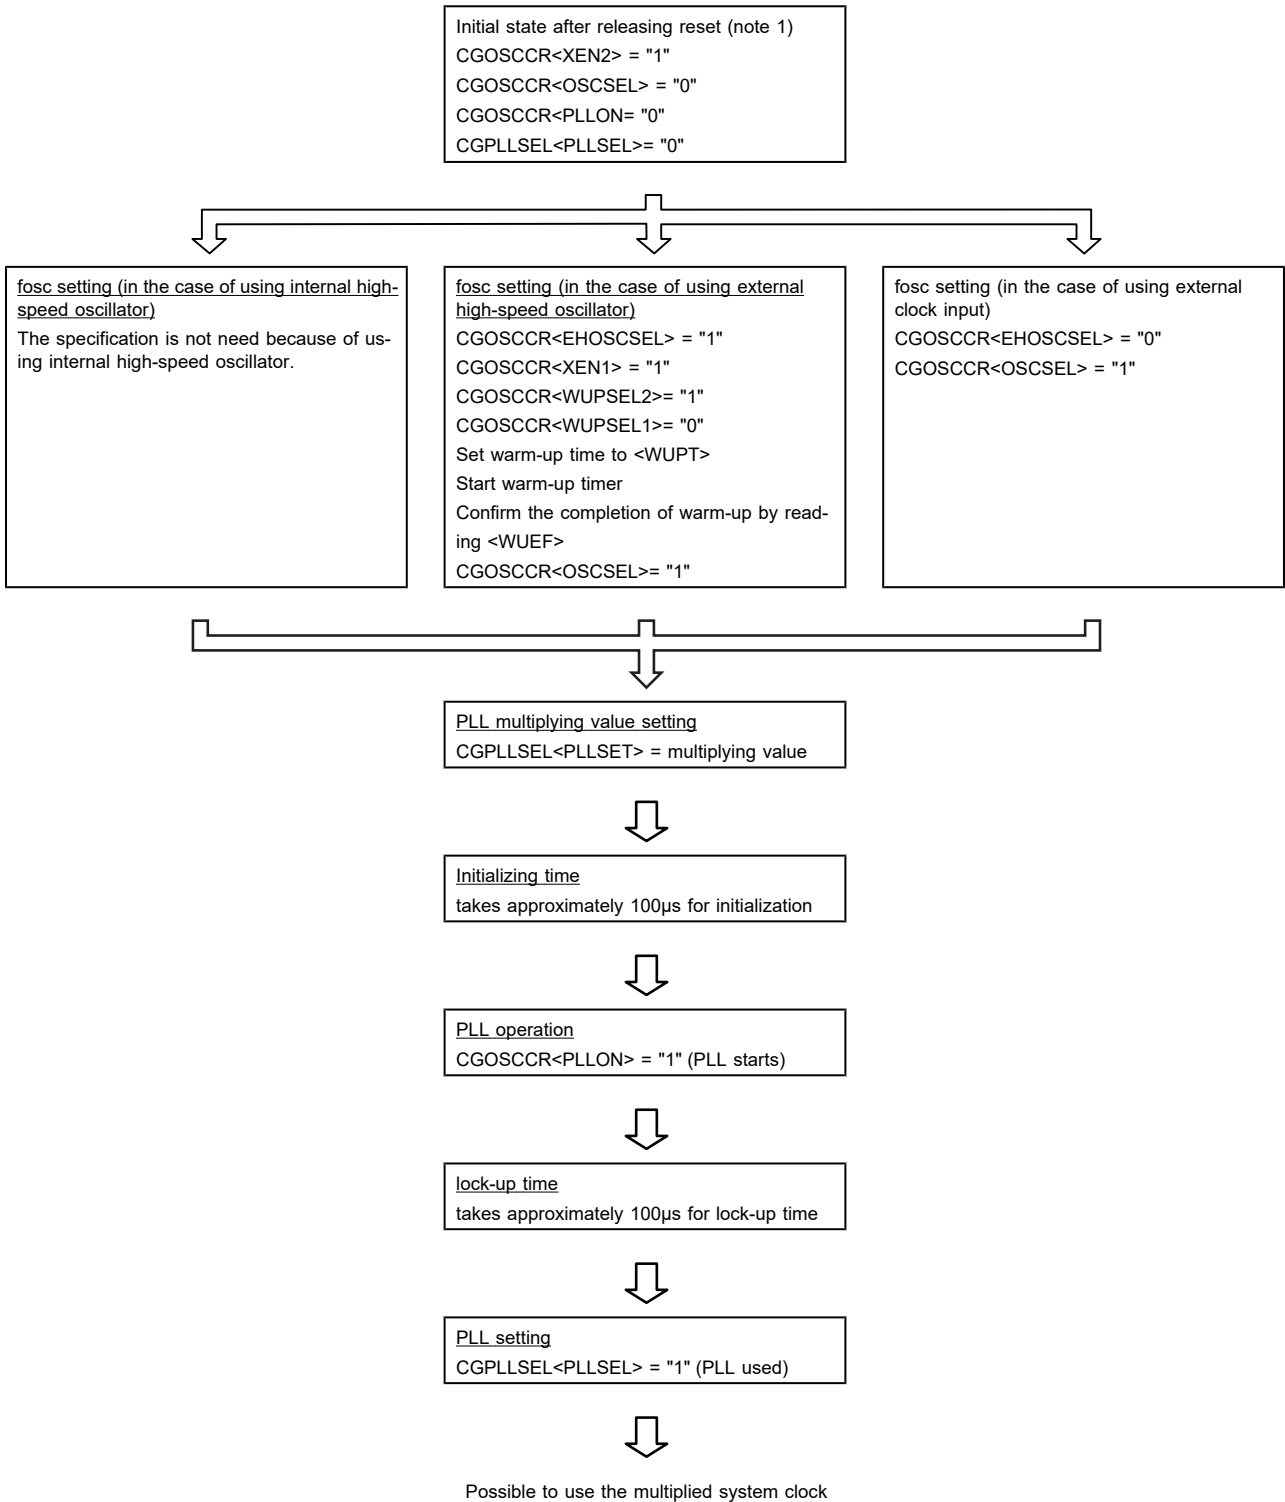 Initial state after releasing reset (note 1)
CGOSCCR<XEN2> = "1"
CGOSCCR<OSCSEL> = "0"
CGOSCCR<PLLON= "0"
CGPLLSEL<PLLSEL>= "0"
fosc setting (in the case of using internal high-
speed oscillator)
The specification is not need because of us-
ing internal high-speed oscillator.
fosc setting (in the case of using external
high-speed oscillator)
CGOSCCR<EHOSCSEL> = "1"
CGOSCCR<XEN1> = "1"
CGOSCCR<WUPSEL2>= "1"
CGOSCCR<WUPSEL1>= "0"
Set warm-up time to <WUPT>
Start warm-up timer
Confirm the completion of warm-up by read-
ing <WUEF>
CGOSCCR<OSCSEL>= "1"
fosc setting (in the case of using external
clock input)
CGOSCCR<EHOSCSEL> = "0"
CGOSCCR<OSCSEL> = "1"
PLL multiplying value setting
CGPLLSEL<PLLSET> = multiplying value
Initializing time
takes approximately 100µs for initialization
PLL operation
CGOSCCR<PLLON> = "1" (PLL starts)
lock-up time
takes approximately 100µs for lock-up time
PLL setting
CGPLLSEL<PLLSEL> = "1" (PLL used)
Possible to use the multiplied system clock